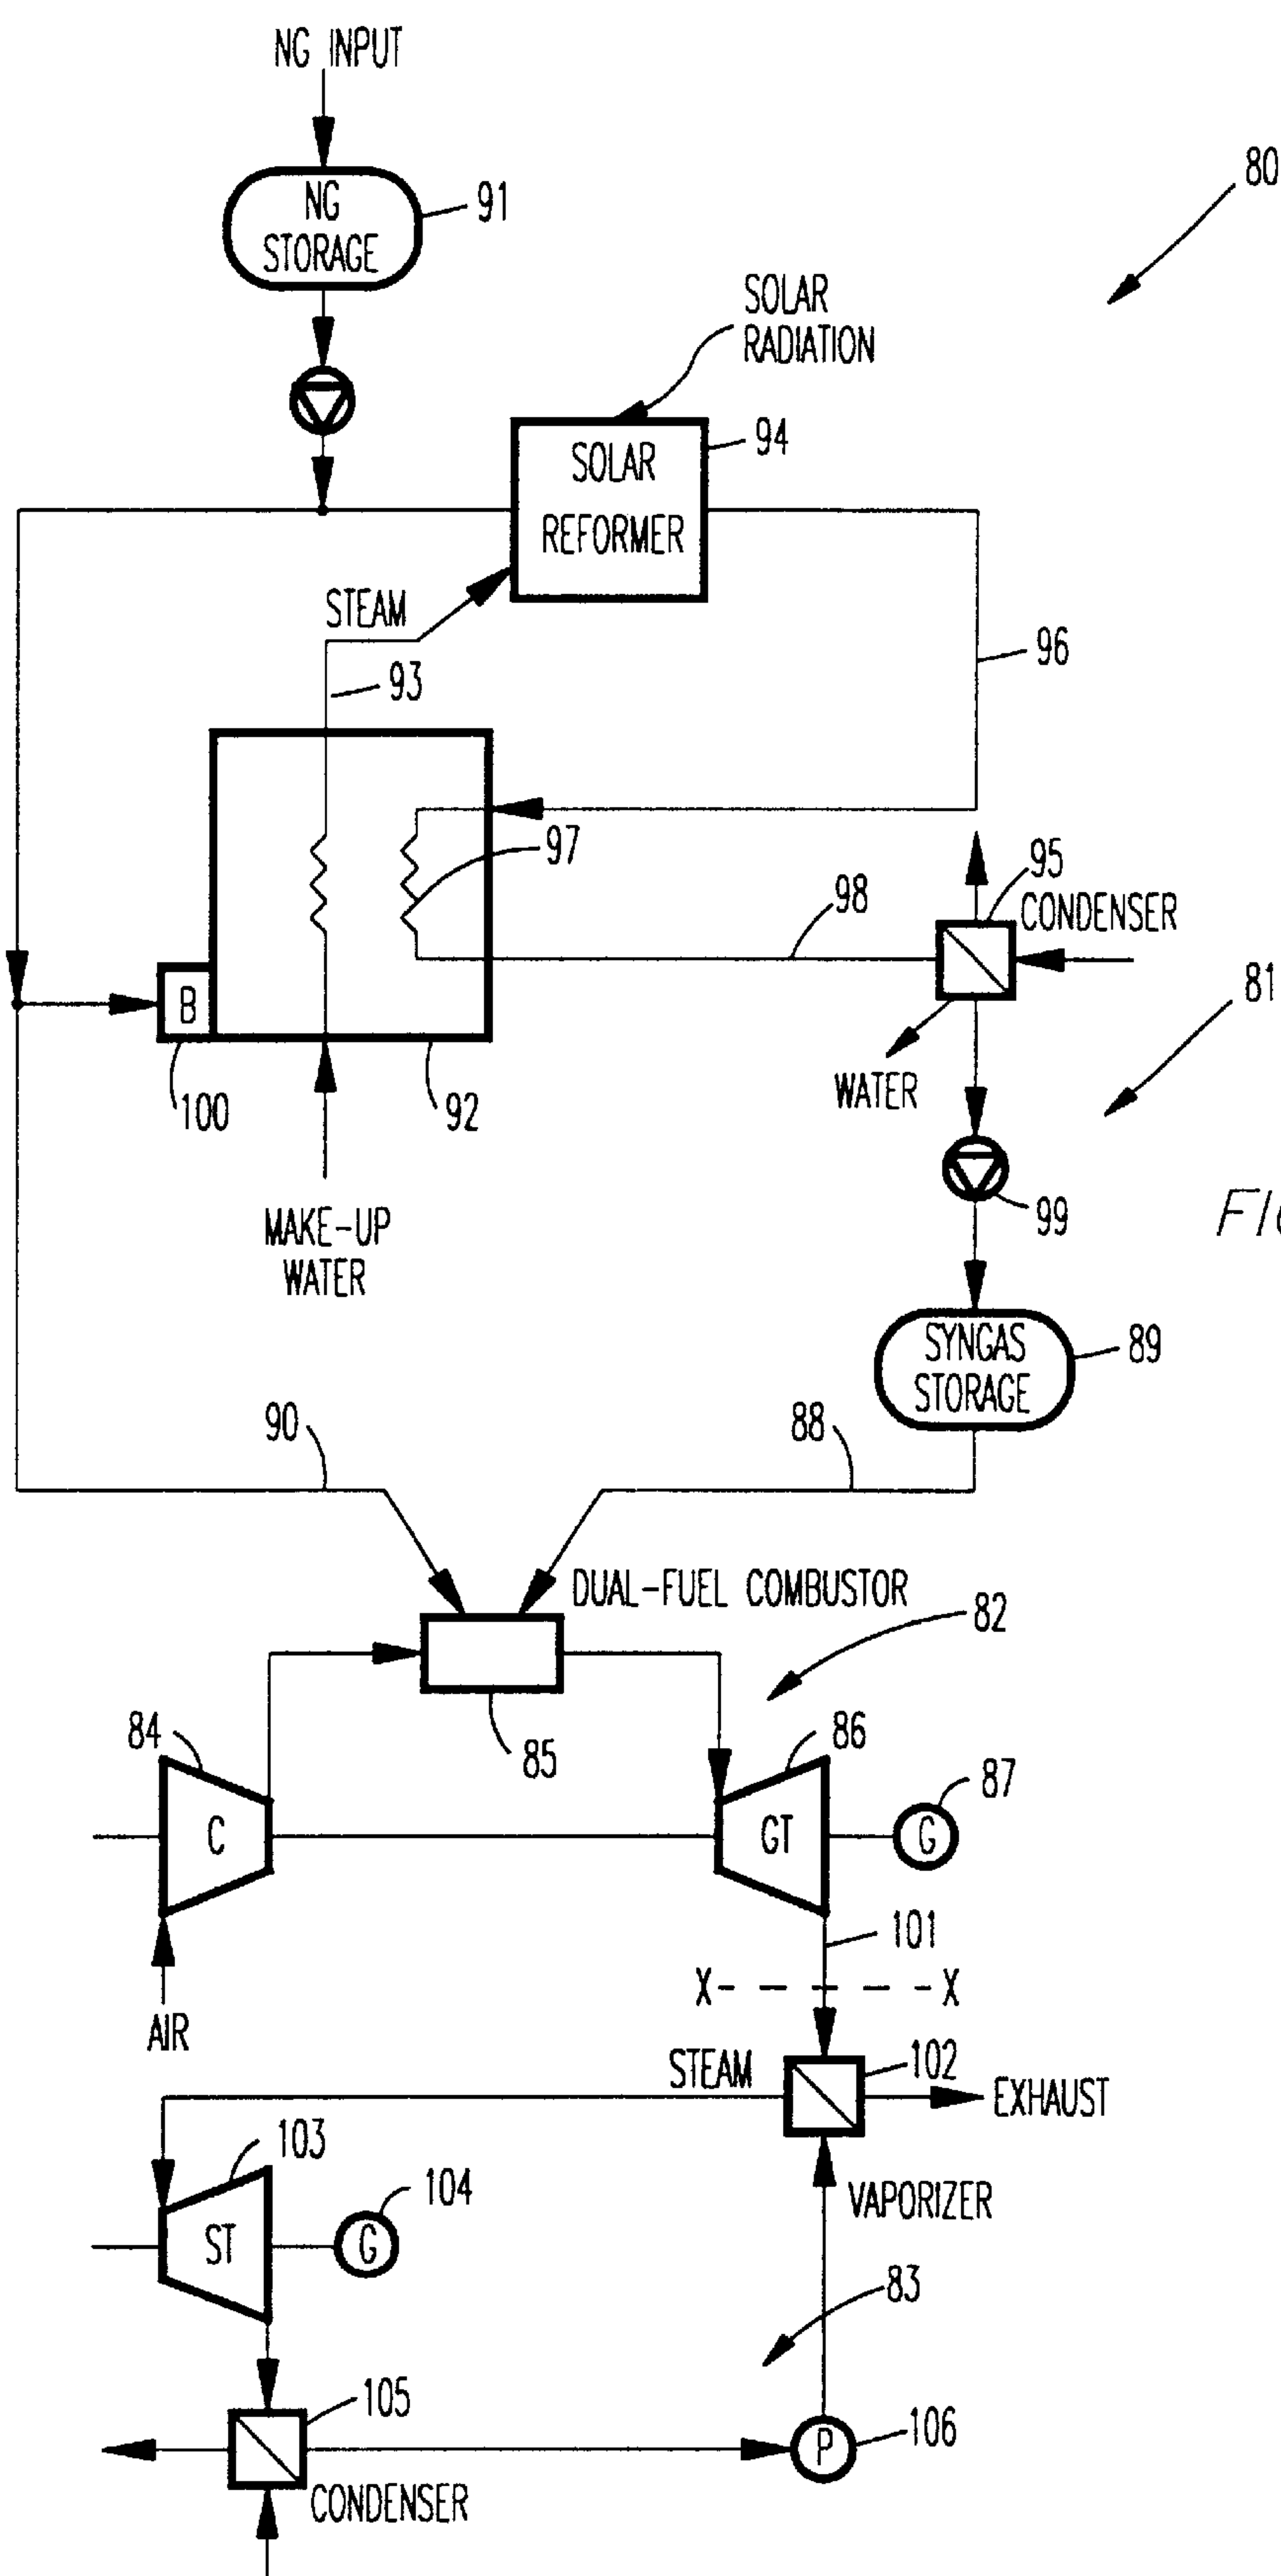 NG INPUT
NG
STORAGE
91
80
SOLAR
RADIATION
SOLAR
REFORMER
94
STEAM
93
96
97
98
95
CONDENSER
81
B
100
92
WATER
99
MAKE-UP
WATER
SYNGAS
STORAGE
89
90
88
DUAL-FUEL COMBUSTOR
82
85
84
C
86
GT
87
G
AIR
101
X
X
STEAM
102
EXHAUST
VAPORIZER
103
ST
104
G
83
105
CONDENSER
P
106